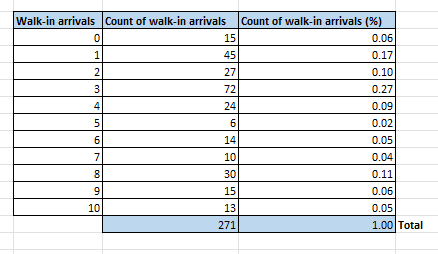 Walk-in arrivals Count of walk-in arrivals Count of walk-in arrivals (%)
0 15 0.06
1 45 0.17
2 27 0.10
3 72 0.27
4 24 0.09
5 6 0.02
6 14 0.05
7 10 0.04
8 30 0.11
9 15 0.06
10 13 0.05
271 1.00 Total